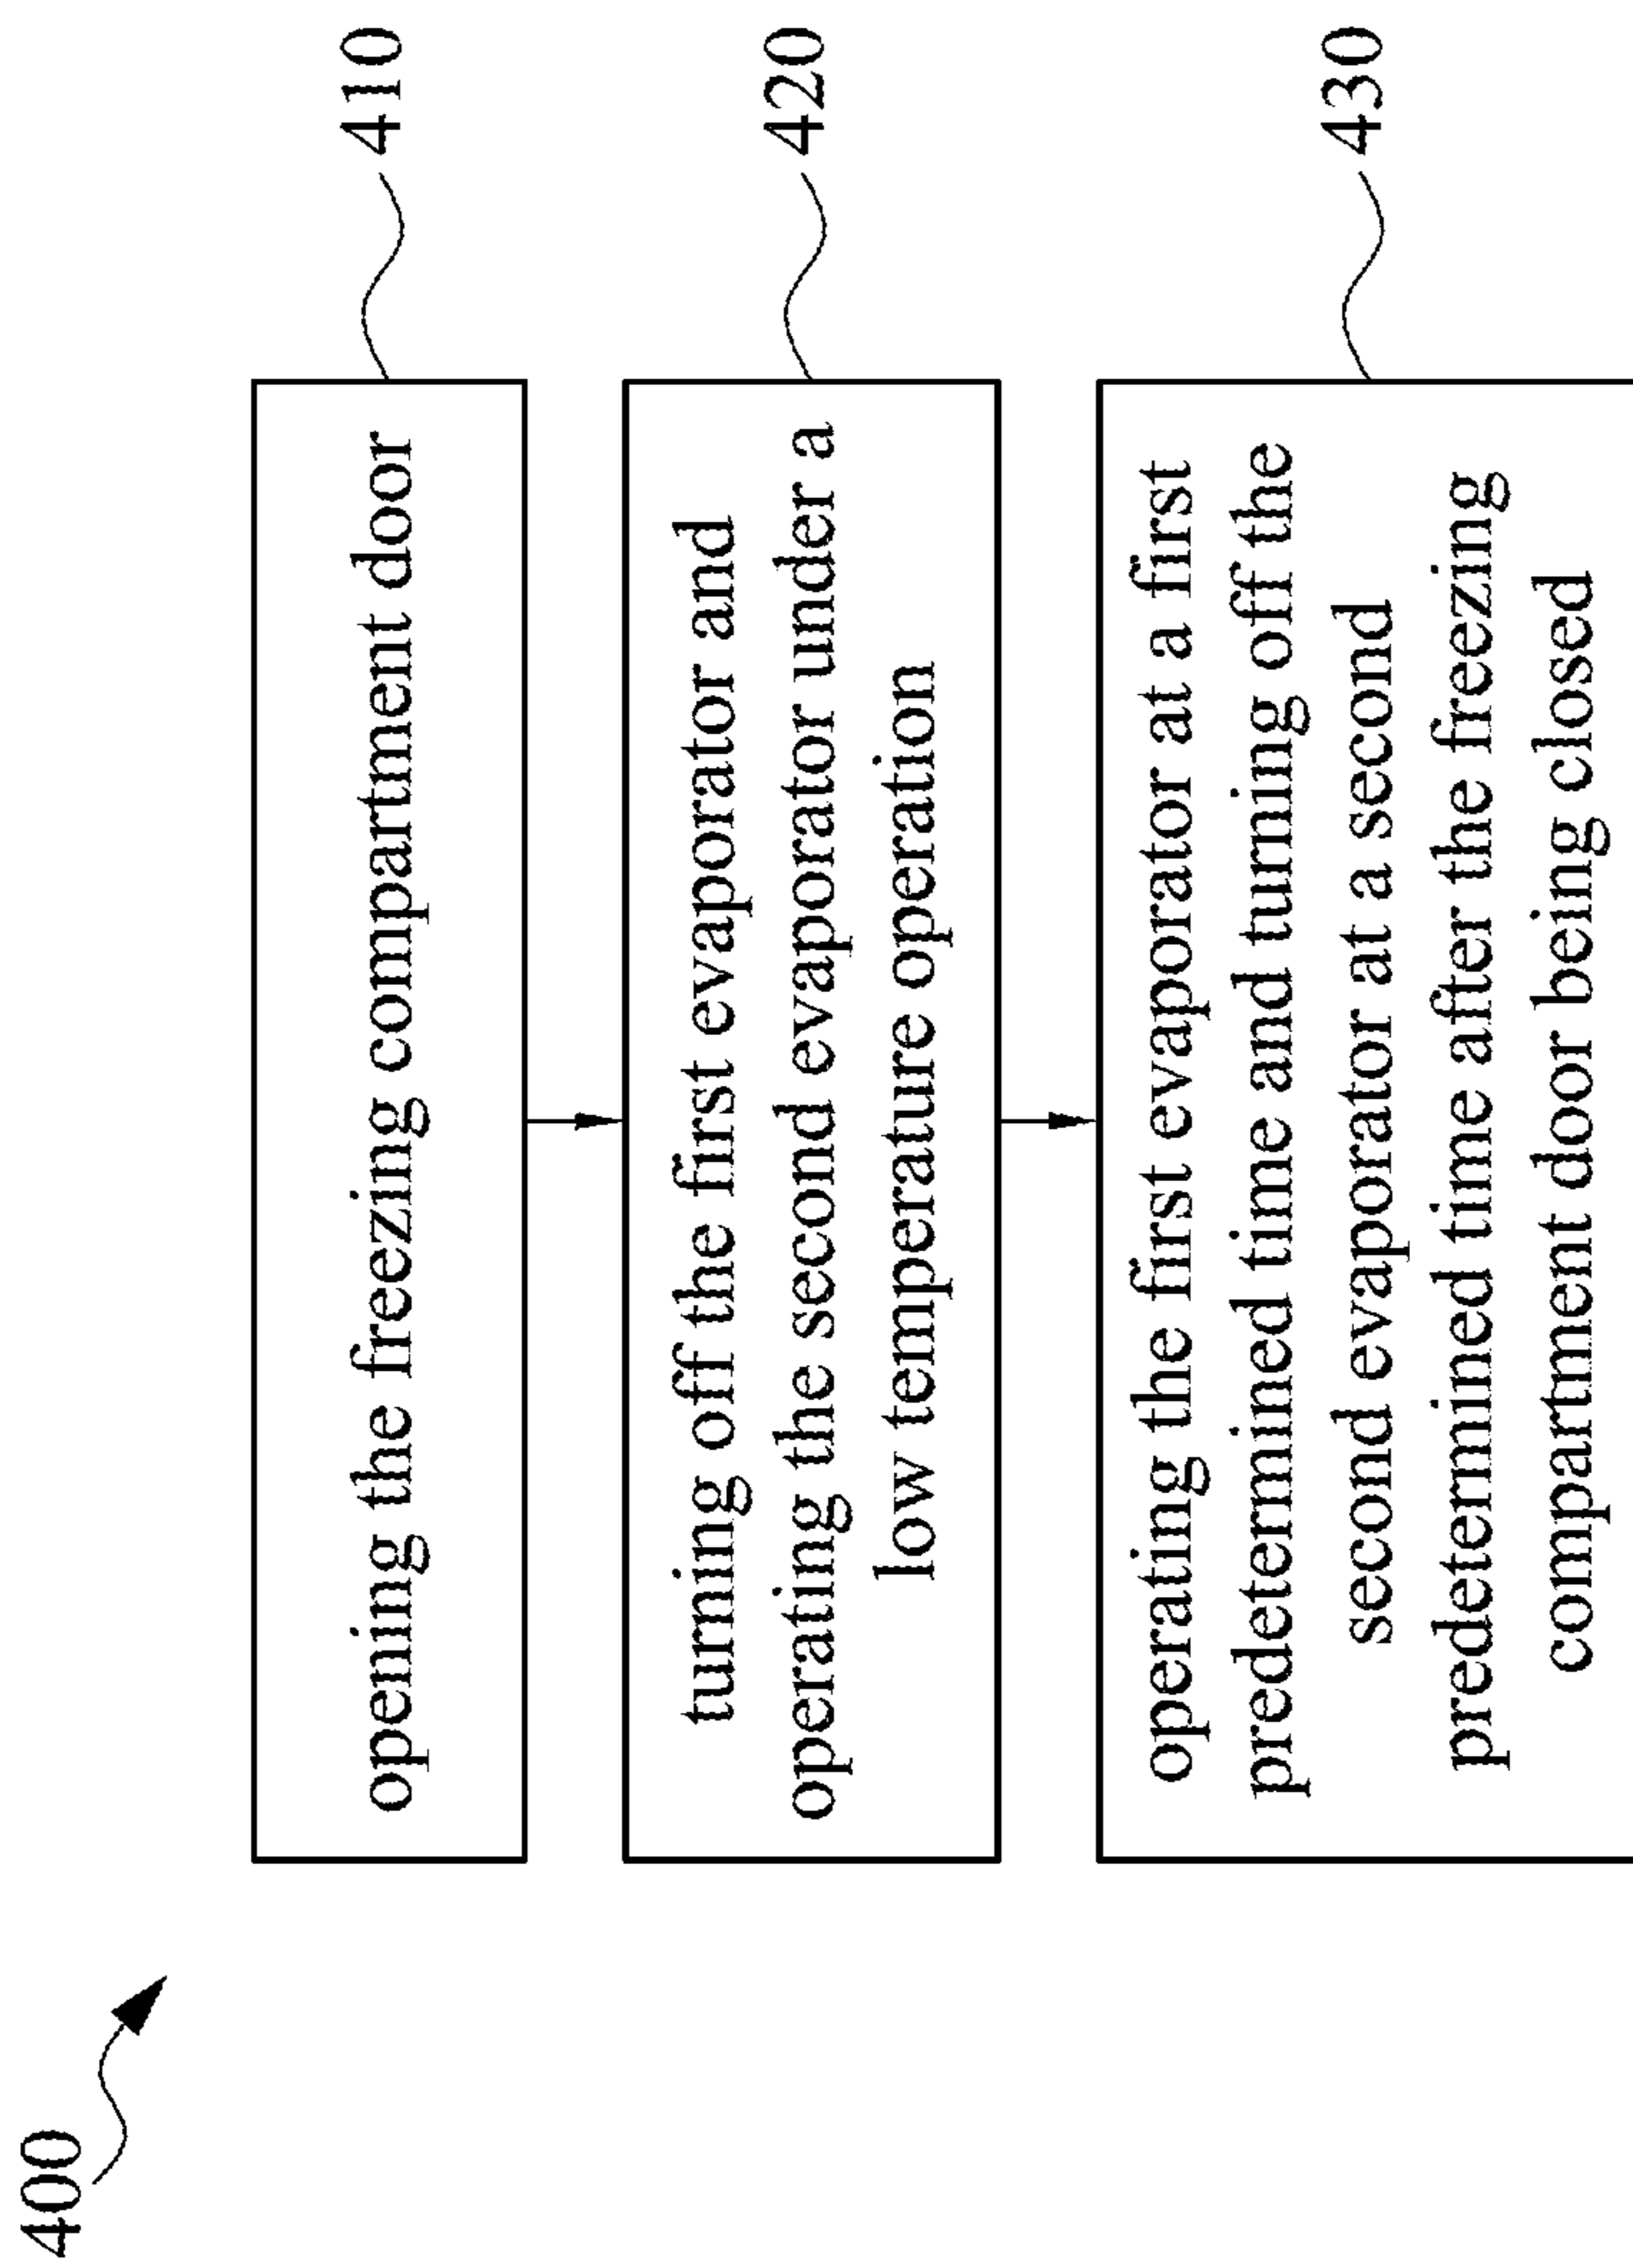 400
opening the freezing compartment door
410
turning off the first evaporator and
operating the second evaporator under a
low temperature operation
420
operating the first evaporator at a first
predetermined time and turning off the
second evaporator at a second
predetermined time after the freezing
compartment door being closed
430